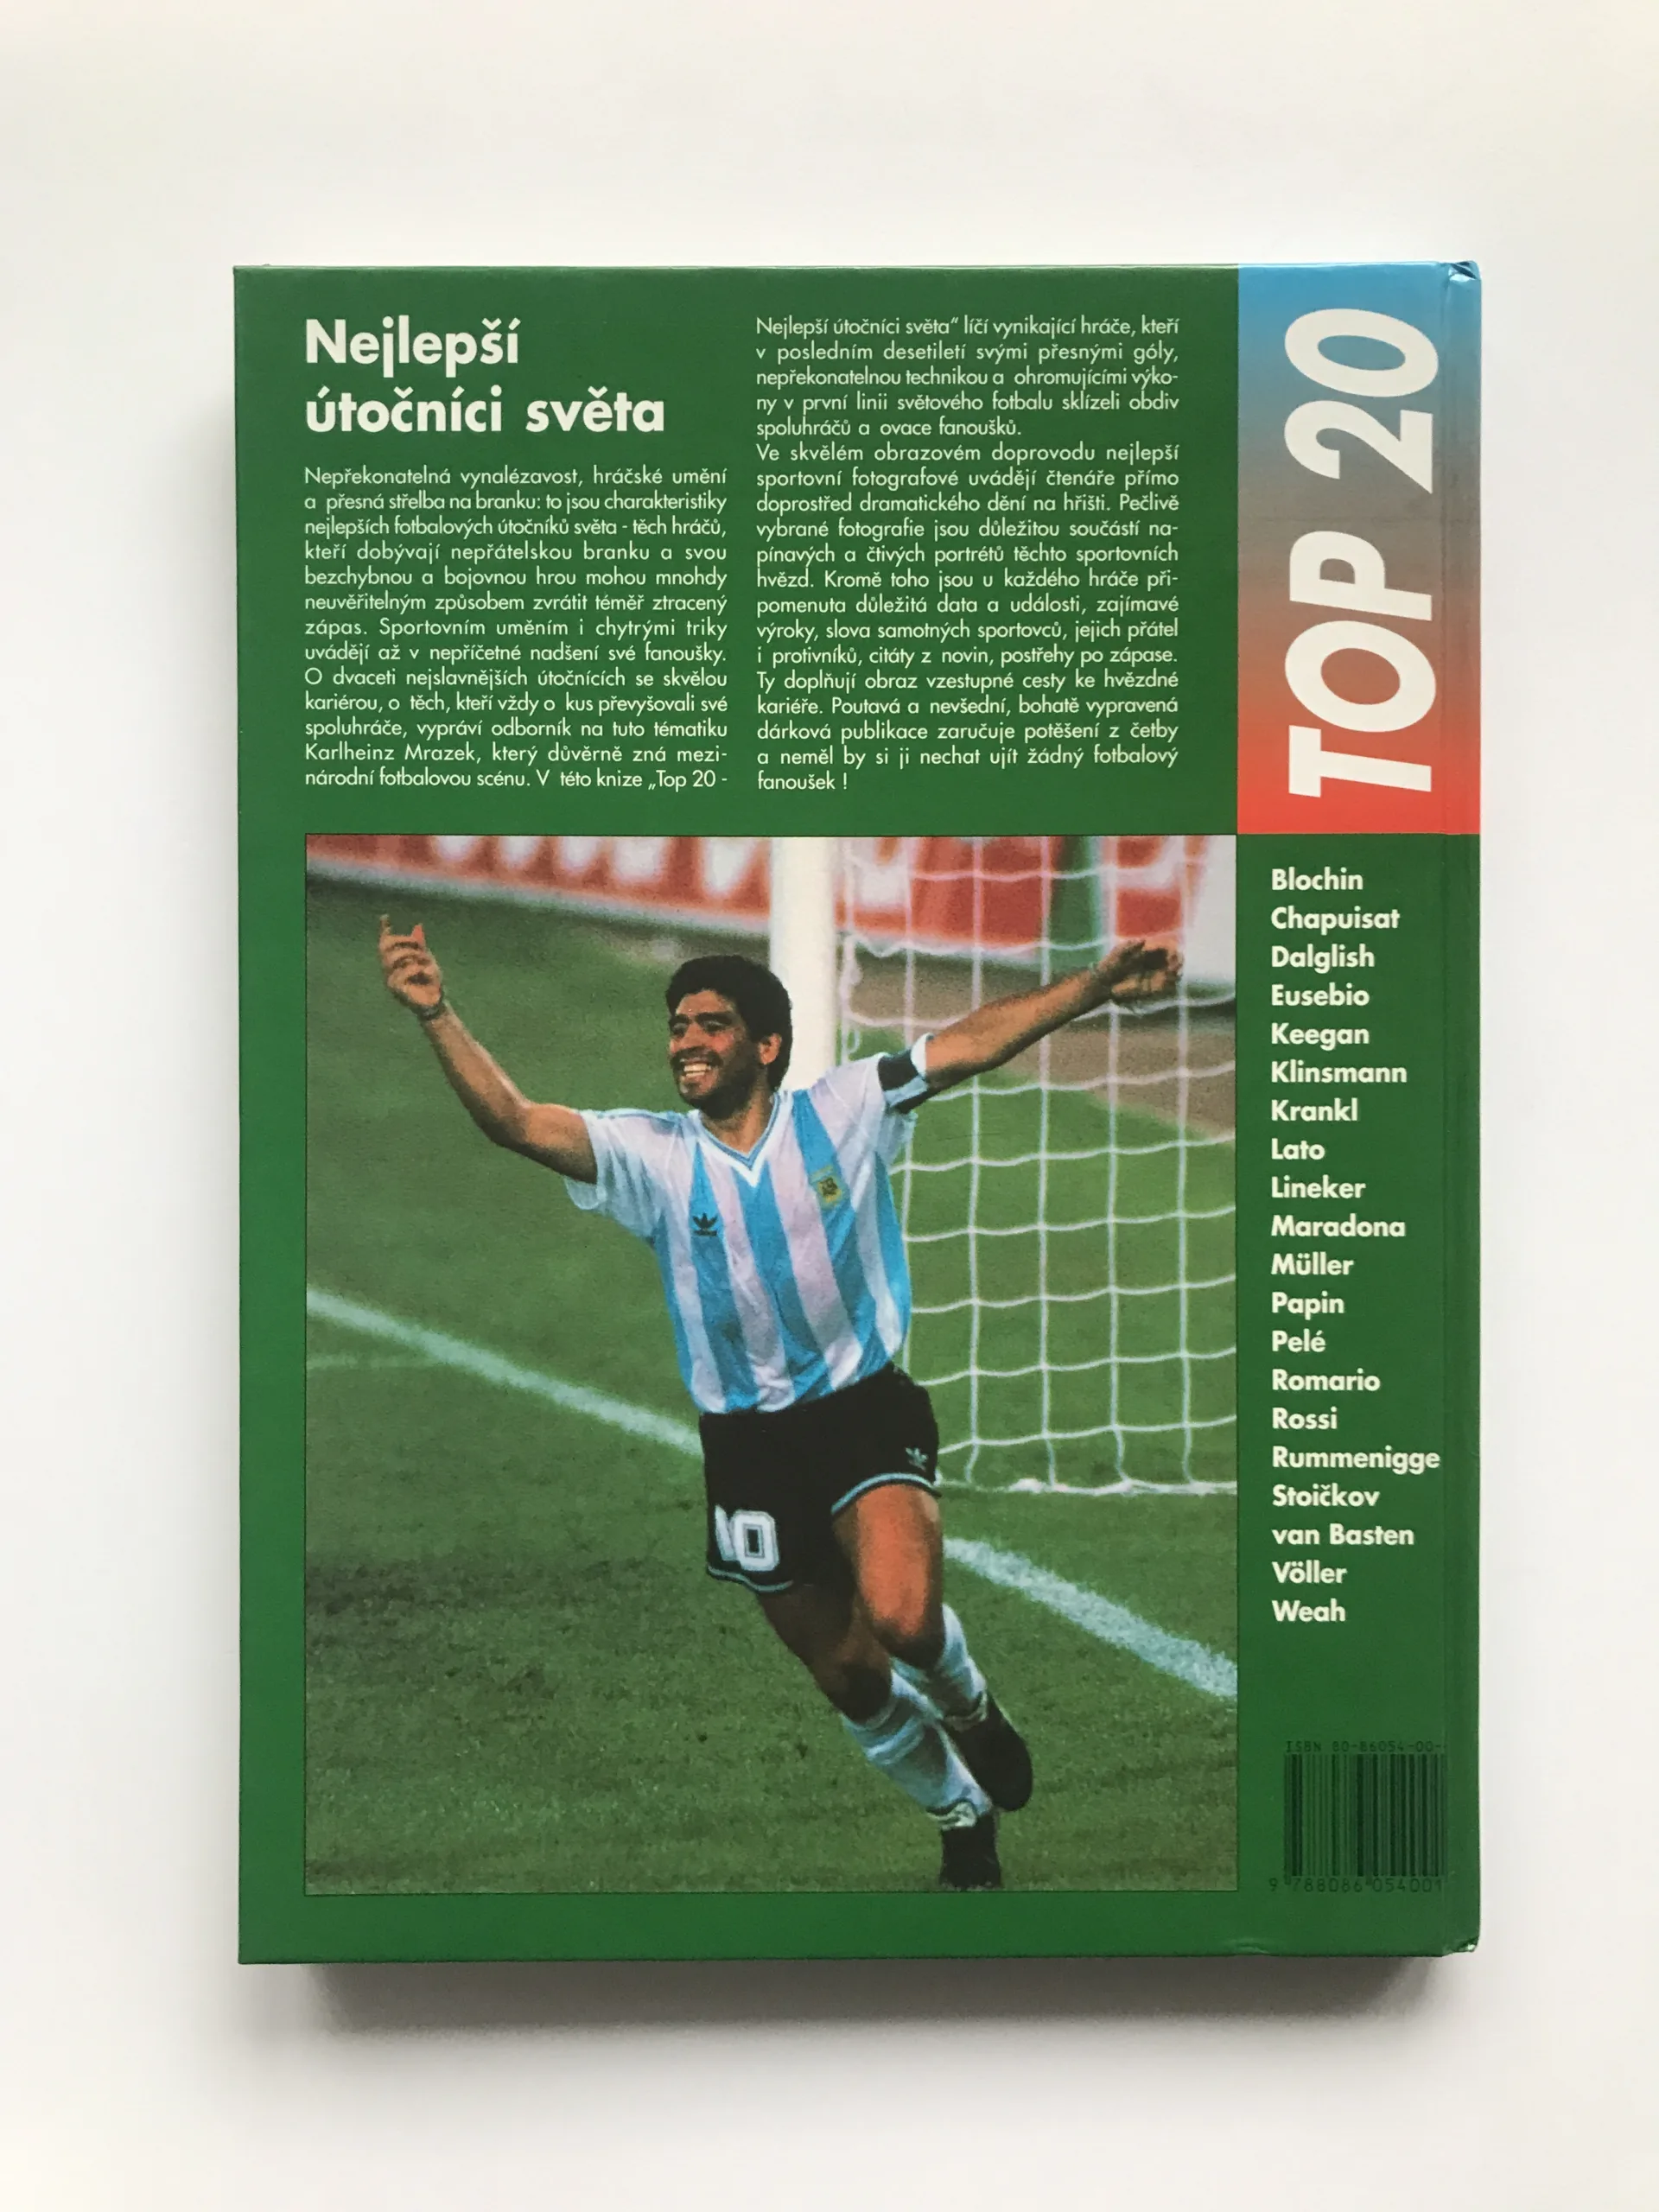 Nejlepší
útočníci světa
Nepřekonatelná vynalézavost, hráčské umění
a přesná střelba na branku: to jsou charakteristiky
nejlepších fotbalových útočníků světa - těch hráčů,
kteří dobývají nepřátelskou branku a svou
bezchybnou a bojovnou hrou mohou mnohdy
neuvěřitelným způsobem zvrátit téměř ztracený
zápas. Sportovním uměním i chytrými triky
uvádějí až v nepříčetné nadšení své fanoušky.
O dvaceti nejslavnějších útočnících se skvělou
kariérou, o těch, kteří vždy o kus převyšovali své
spoluhráče, vypráví odborník na tuto tématiku
Karlheinz Mrazek, který důvěrně zná mezi-
národní fotbalovou scénu. V této knize „Top 20 -
Nejlepší útočníci světa“ líčí vynikající hráče, kteří
v posledním desetiletí svými přesnými góly,
nepřekonatelnou technikou a ohromujícími výko-
ny v první linii světového fotbalu sklízeli obdiv
spoluhráčů a ovace fanoušků.
Ve skvělém obrazovém doprovodu nejlepší
sportovní fotografové uvádějí čtenáře přímo
doprostřed dramatického dění na hřišti. Pečlivě
vybrané fotografie jsou důležitou součástí na-
pínavých a čtivých portrétů těchto sportovních
hvězd. Kromě toho jsou u každého hráče při-
pomenuta důležitá data a události, zajímavé
výroky, slova samotných sportovců, jejich přátel
i protivníků, citáty z novin, postřehy po zápase.
Ty doplňují obraz vzestupné cesty ke hvězdné
kariéře. Poutavá a nevšední, bohatě vypravená
dárková publikace zaručuje potěšení z četby
a neměl by si ji nechat ujít žádný fotbalový
fanoušek !
TOP 20
Blochin
Chapuisat
Dalglish
Eusebio
Keegan
Klinsmann
Krankl
Lato
Lineker
Maradona
Müller
Papin
Pelé
Romario
Rossi
Rummenigge
Stoičkov
van Basten
Völler
Weah
10
ISBN 80-86054-00-
9 788086 054001